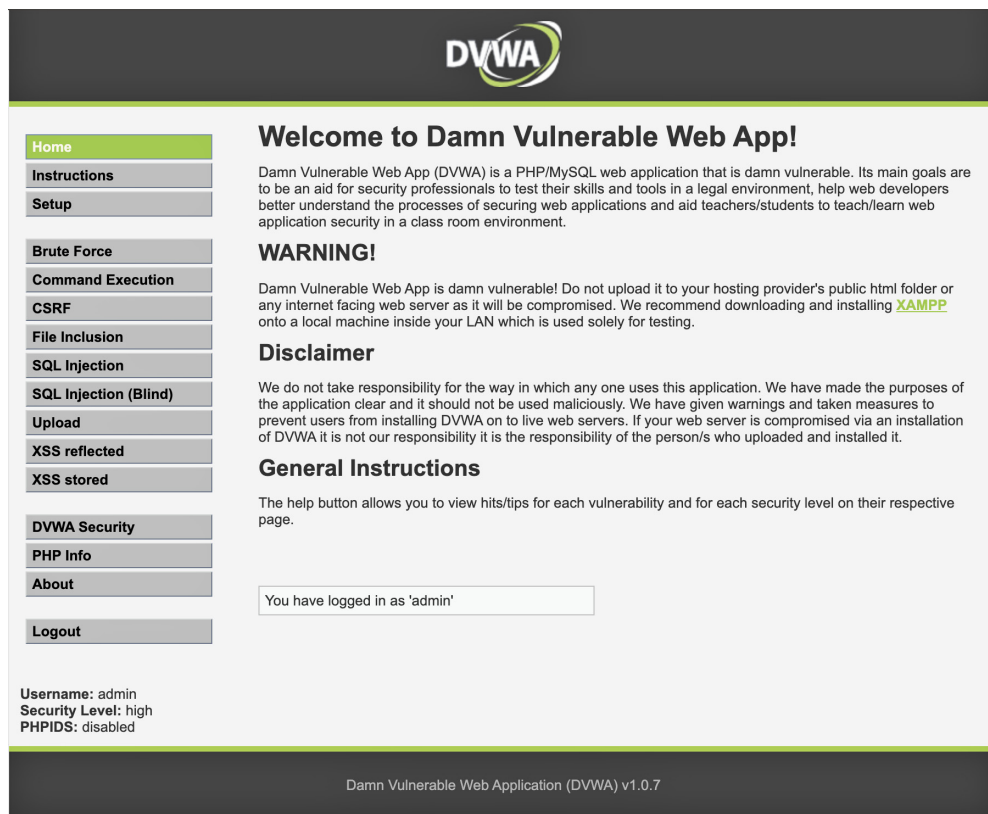 DVWA
Home
Instructions
Setup
Brute Force
Command Execution
CSRF
File Inclusion
SQL Injection
SQL Injection (Blind)
Upload
XSS reflected
XSS stored
DVWA Security
PHP Info
About
Logout
Username: admin
Security Level: high
PHPIDS: disabled
Welcome to Damn Vulnerable Web App!
Damn Vulnerable Web App (DVWA) is a PHP/MySQL web application that is damn vulnerable. Its main goals are
to be an aid for security professionals to test their skills and tools in a legal environment, help web developers
better understand the processes of securing web applications and aid teachers/students to teach/learn web
application security in a class room environment.
WARNING!
Damn Vulnerable Web App is damn vulnerable! Do not upload it to your hosting provider's public html folder or
any internet facing web server as it will be compromised. We recommend downloading and installing XAMPP
onto a local machine inside your LAN which is used solely for testing.
Disclaimer
We do not take responsibility for the way in which any one uses this application. We have made the purposes of
the application clear and it should not be used maliciously. We have given warnings and taken measures to
prevent users from installing DVWA on to live web servers. If your web server is compromised via an installation
of DVWA it is not our responsibility it is the responsibility of the person/s who uploaded and installed it.
General Instructions
The help button allows you to view hits/tips for each vulnerability and for each security level on their respective
page.
You have logged in as 'admin'
Damn Vulnerable Web Application (DVWA) v1.0.7